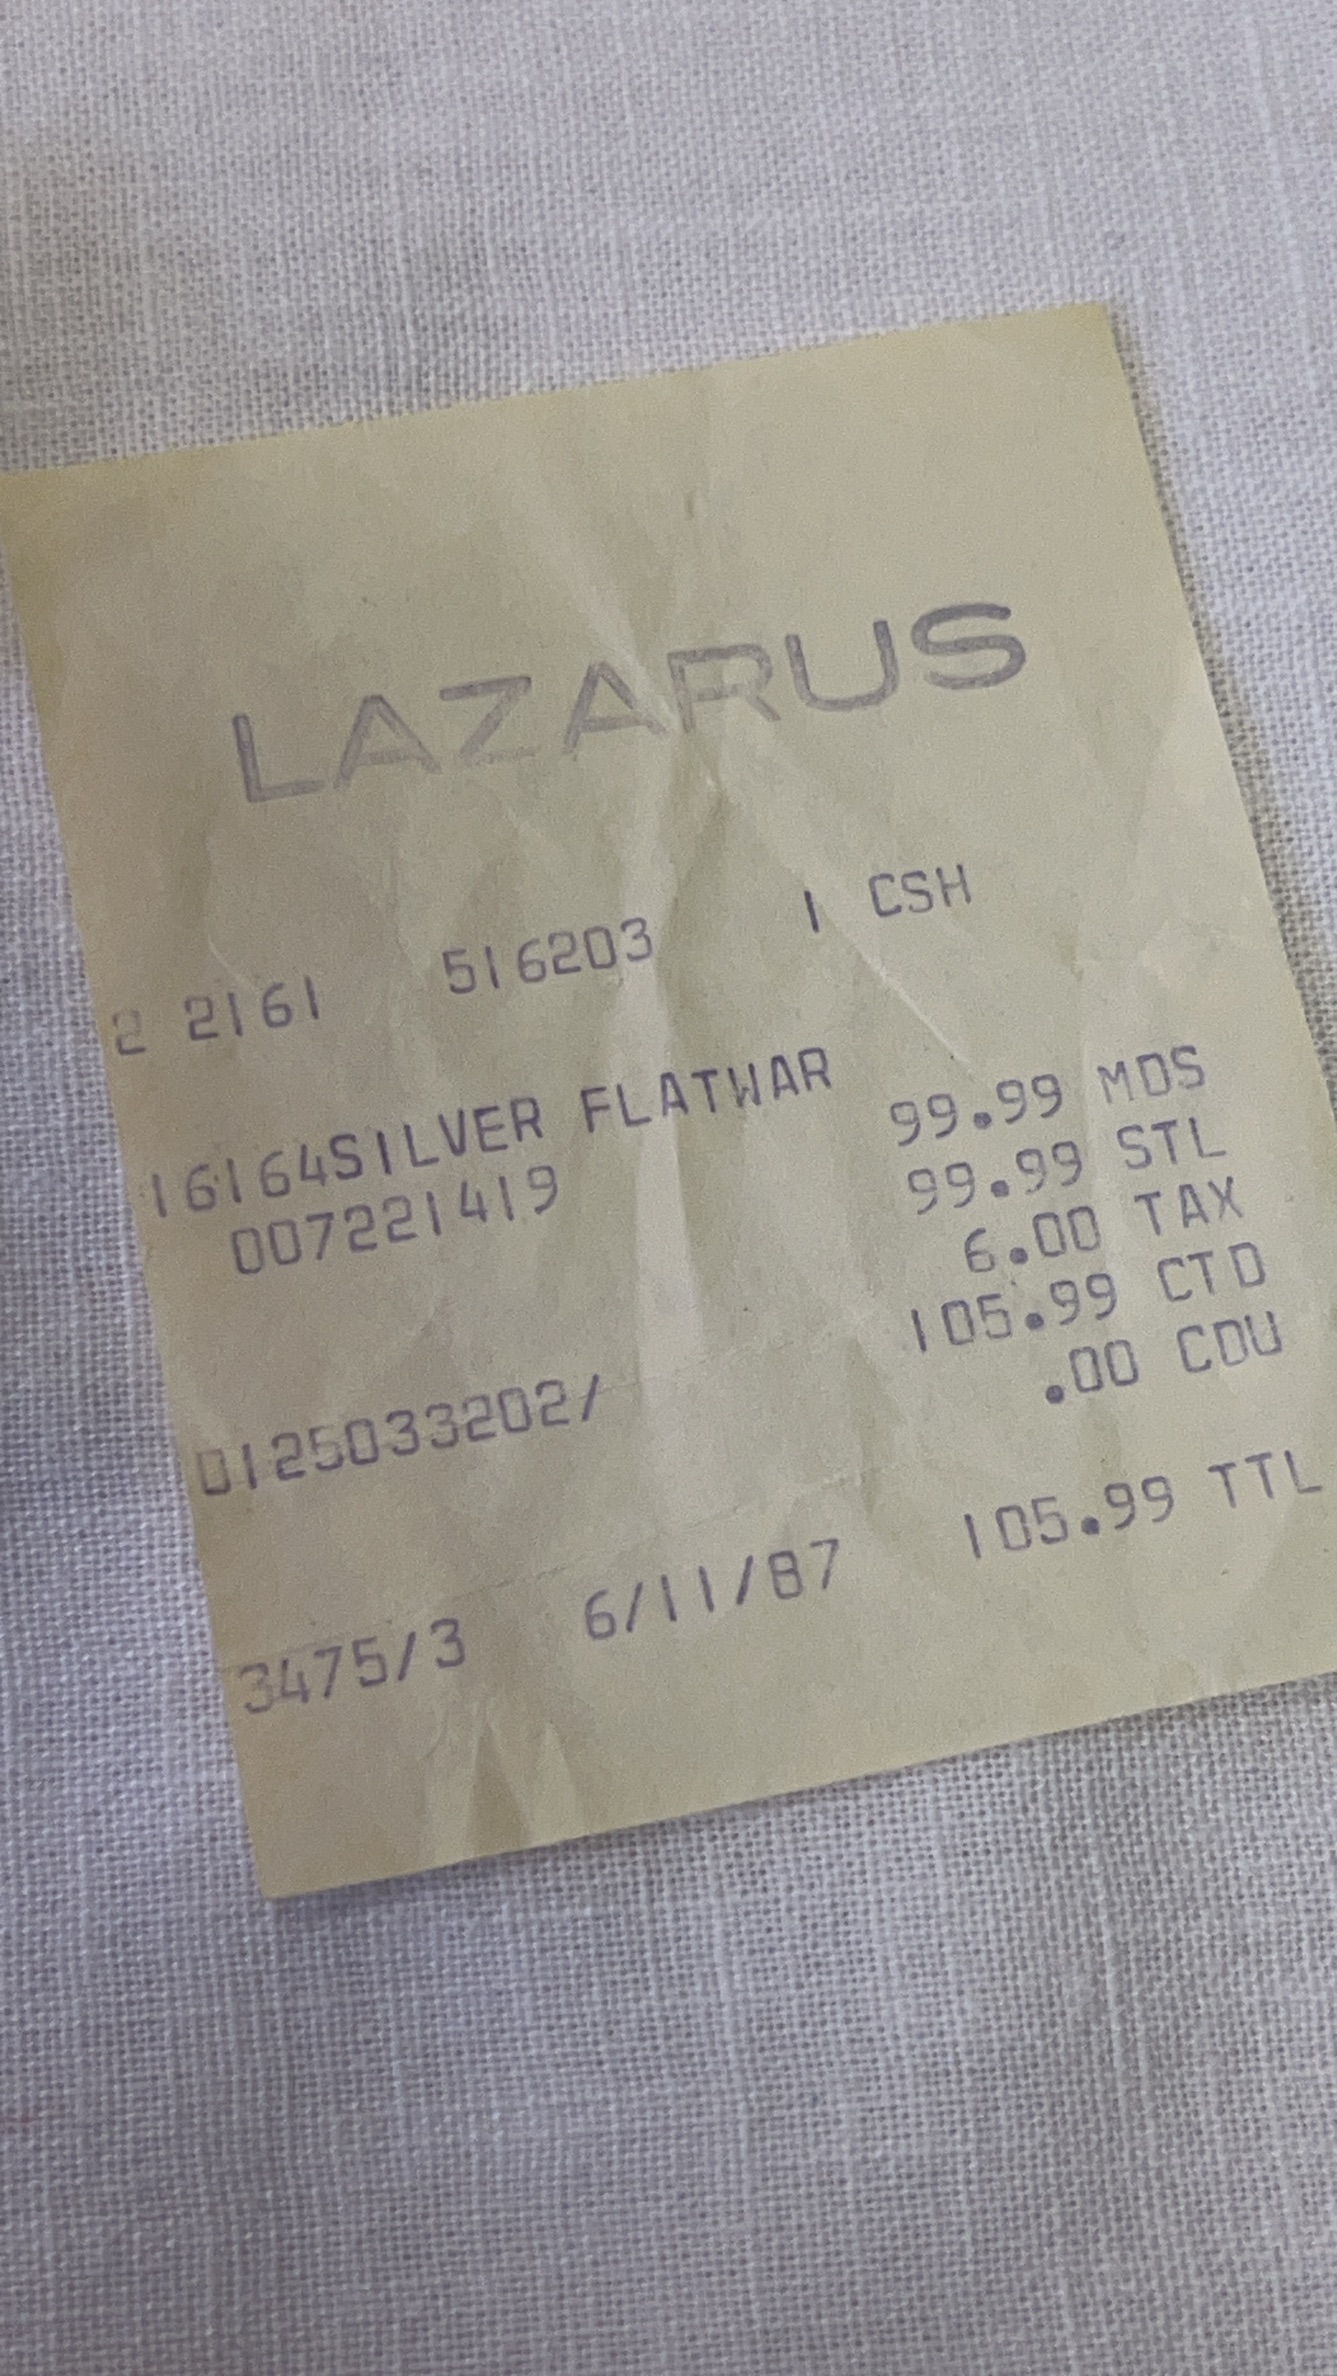 LAZARUS
2 2161 516203 1 CSH
16164SILVER FLATWAR 99.99 MDS
007221419 99.99 STL
6.00 TAX
105.99 CTD
0125033202/ .00 CDU
3475/3 6/11/87 105.99 TTL